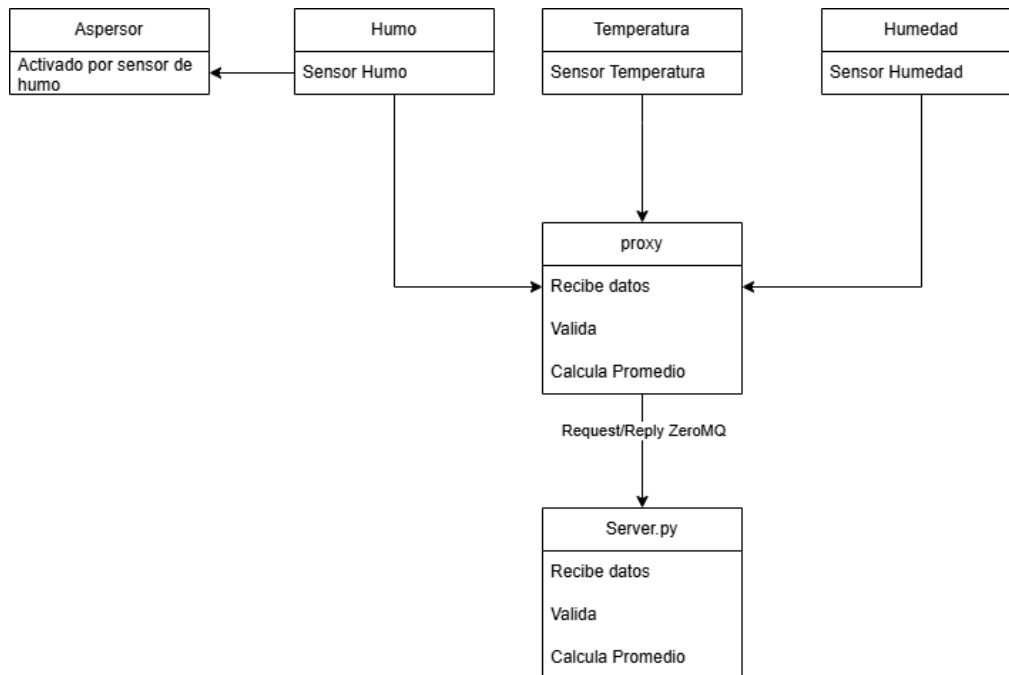 Aspersor
Activado por sensor de
humo
Humo
Sensor Humo
Temperatura
Sensor Temperatura
Humedad
Sensor Humedad
proxy
Recibe datos
Valida
Calcula Promedio
Request/Reply ZeroMQ
Server.py
Recibe datos
Valida
Calcula Promedio